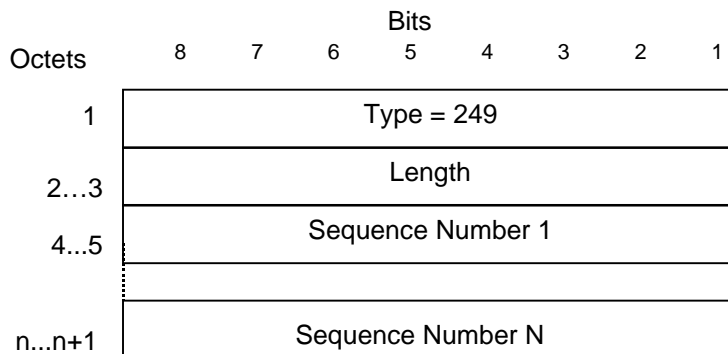 Bits
Octets 8 7 6 5 4 3 2 1
1 Type = 249
2…3 Length
4...5 Sequence Number 1
n...n+1 Sequence Number N